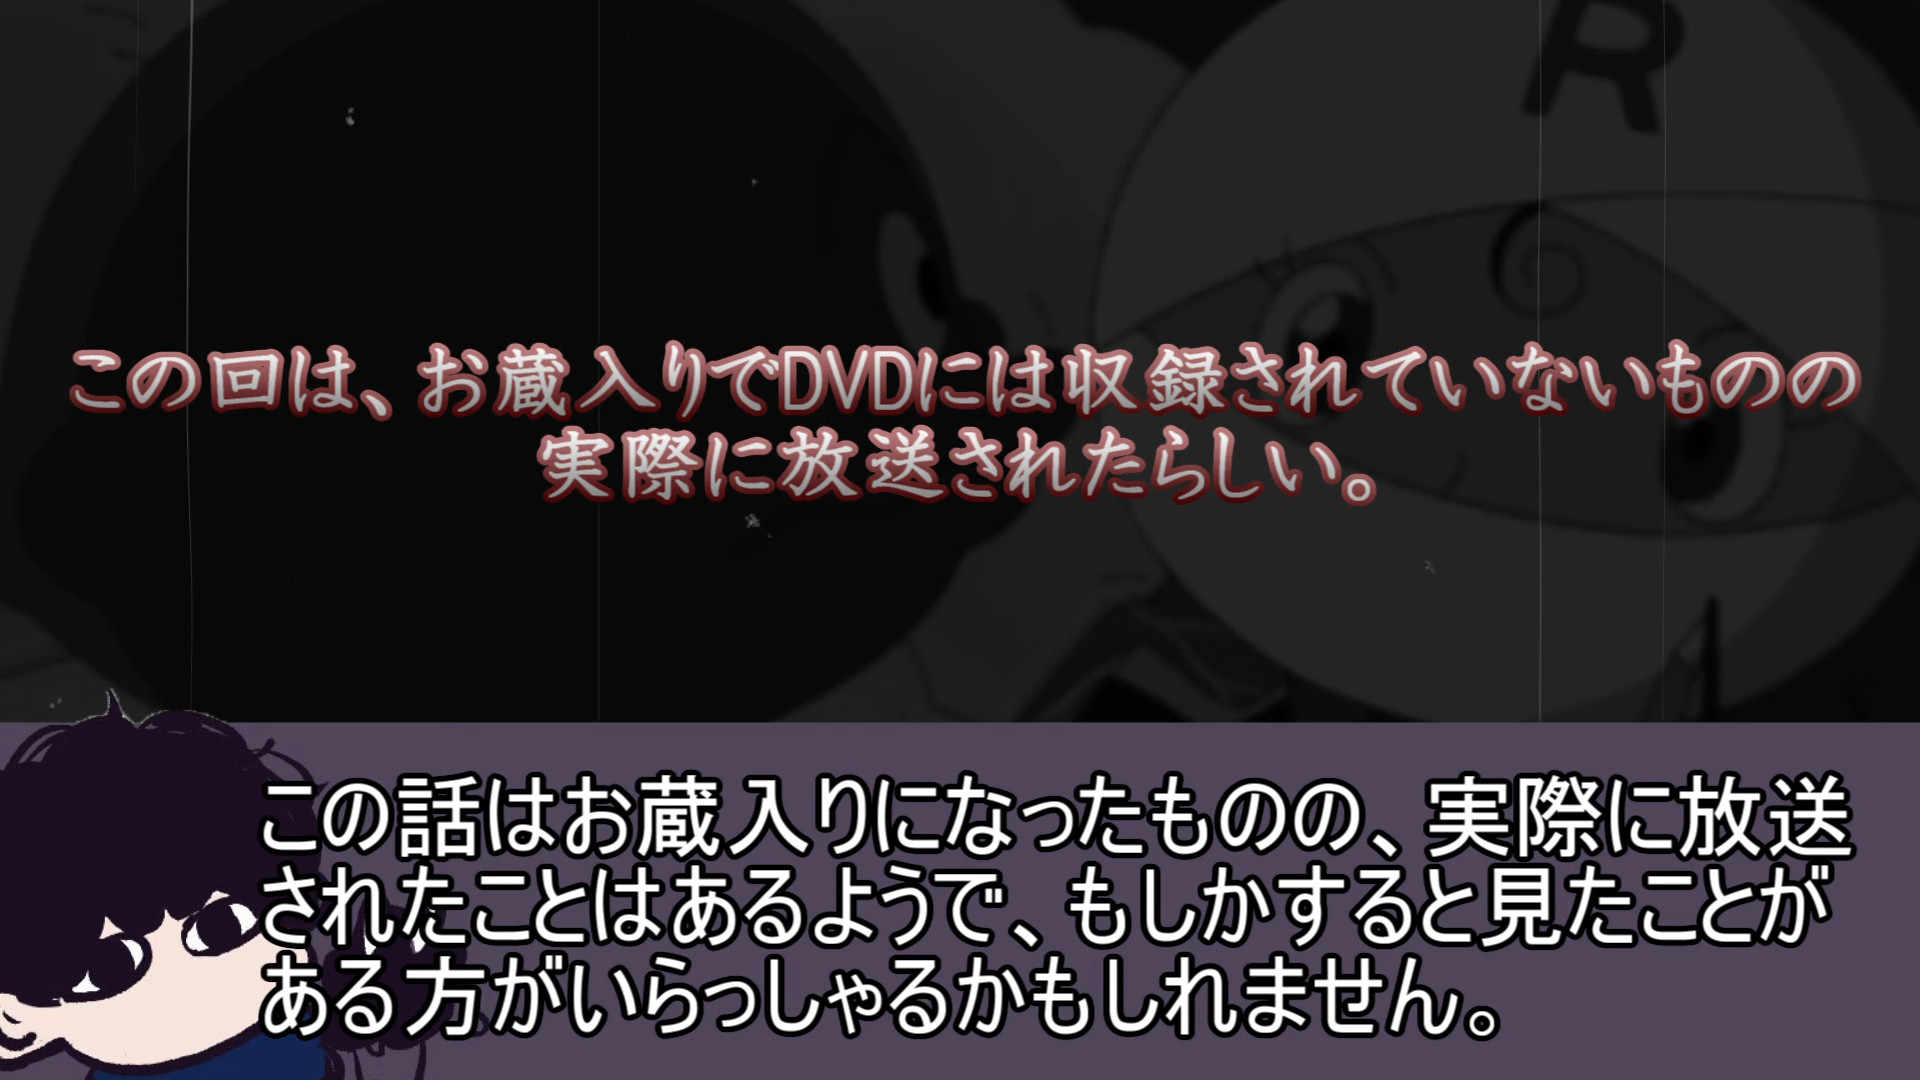 R
この回は、お蔵入りでDVDには収録されていないものの
実際に放送されたらしい。
この話はお蔵入りになったものの、実際に放送
されたことはあるようで、もしかすると見たことが
ある方がいらっしゃるかもしれません。